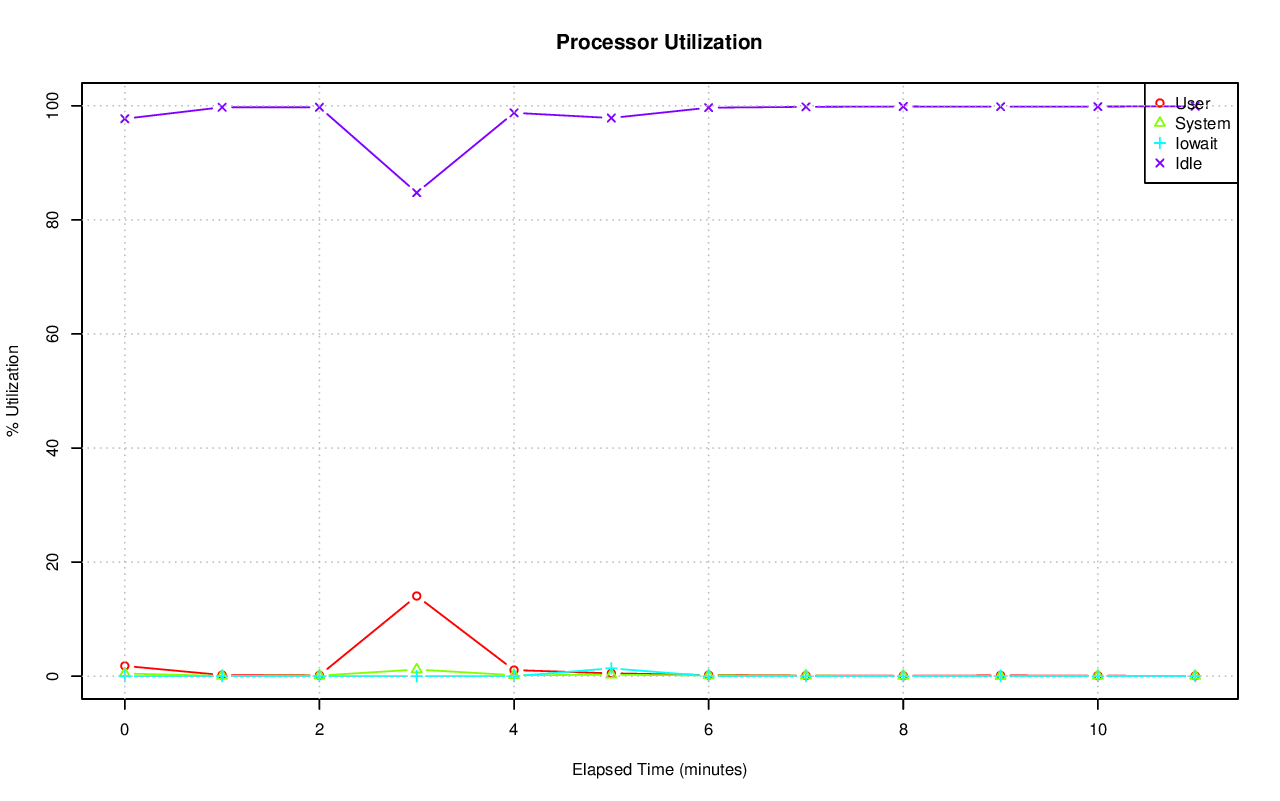 Processor Utilization
100
80
60
40
20
0
% Utilization
User
System
Iowait
Idle
0 2 4 6 8 10
Elapsed Time (minutes)